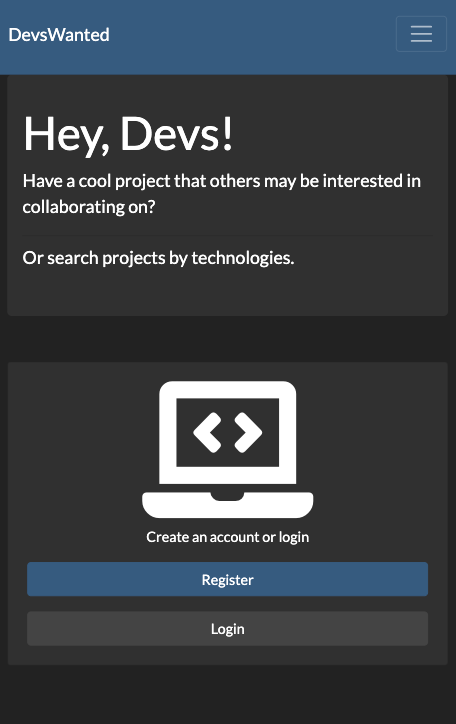 DevsWanted
Hey, Devs!
Have a cool project that others may be interested in
collaborating on?
Or search projects by technologies.
Create an account or login
Register
Login